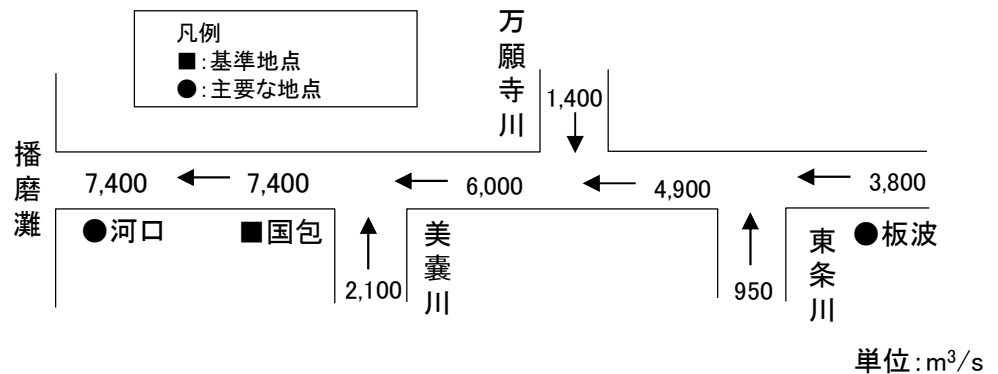 凡例
■:基準地点
●:主要な地点
万願寺川
1,400
播磨灘
7,400
7,400
6,000
4,900
3,800
●河口
■国包
美嚢川
2,100
東条川
950
●板波
単位:m³/s